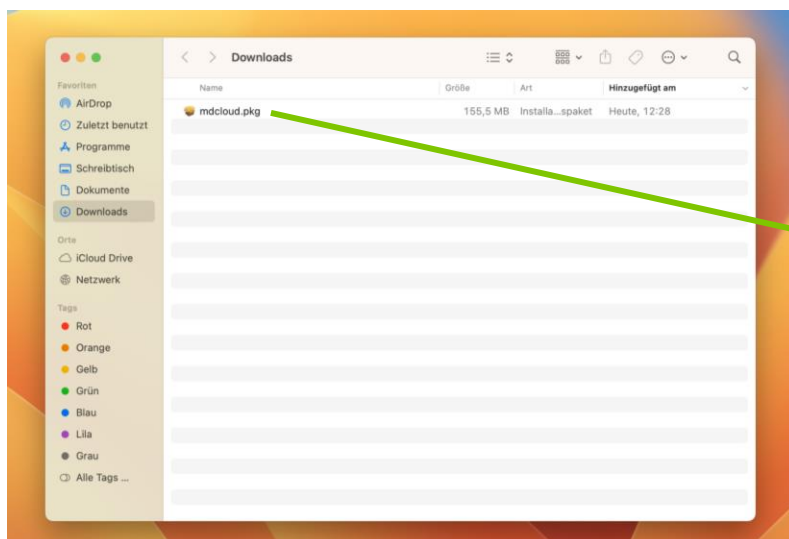 Downloads
Favoriten
AirDrop
Zuletzt benutzt
Programme
Schreibtisch
Dokumente
Downloads
Orte
iCloud Drive
Netzwerk
Tags
Rot
Orange
Gelb
Grün
Blau
Lila
Grau
Alle Tags ...
Name Größe Art Hinzugefügt am
mdcloud.pkg 155,5 MB Installa...spaket Heute, 12:28